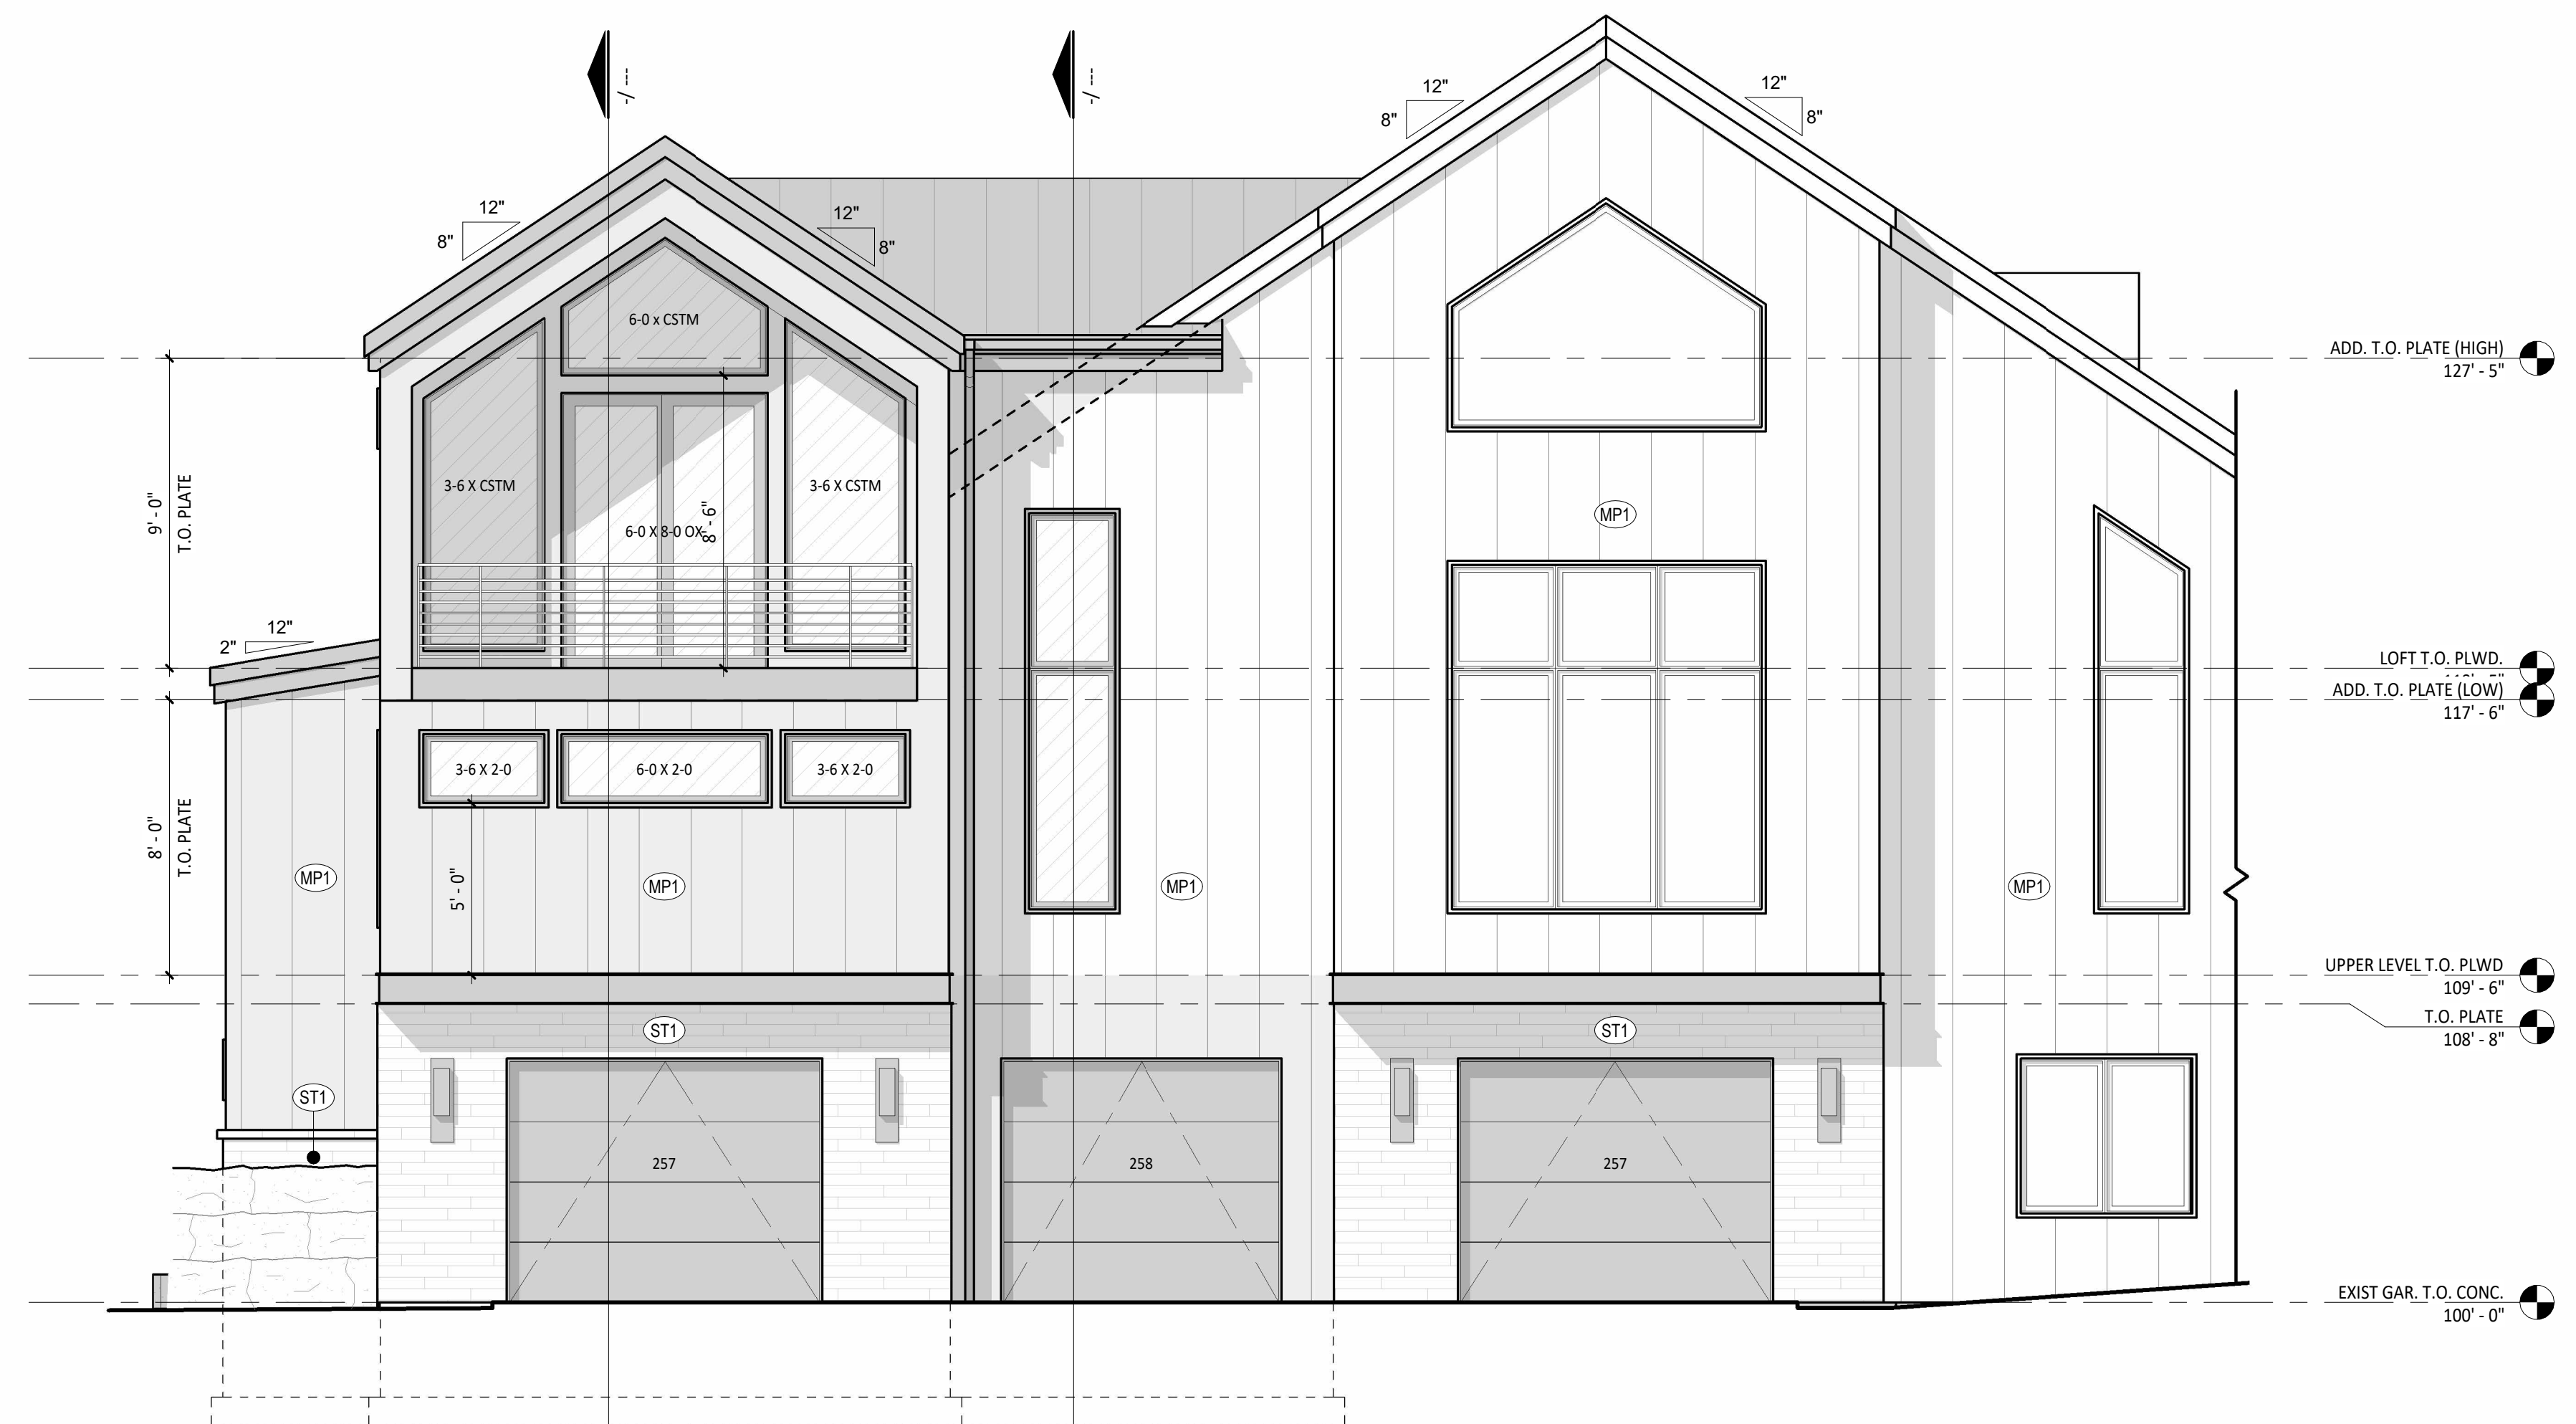 -/ ---
-/ ---
12"
8"
12"
8"
12"
8"
12"
8"
6-0 x CSTM
ADD. T.O. PLATE (HIGH)
127' - 5"
3-6 X CSTM
3-6 X CSTM
9' - 0"
T.O. PLATE
6-0 X 8-0 OX
8' - 6"
MP1
12"
2"
LOFT T.O. PLWD.
ADD. T.O. PLATE (LOW)
117' - 6"
3-6 X 2-0
6-0 X 2-0
3-6 X 2-0
8' - 0"
T.O. PLATE
5' - 0"
MP1
MP1
MP1
MP1
UPPER LEVEL T.O. PLWD
109' - 6"
T.O. PLATE
108' - 8"
ST1
ST1
ST1
257
258
257
EXIST GAR. T.O. CONC.
100' - 0"